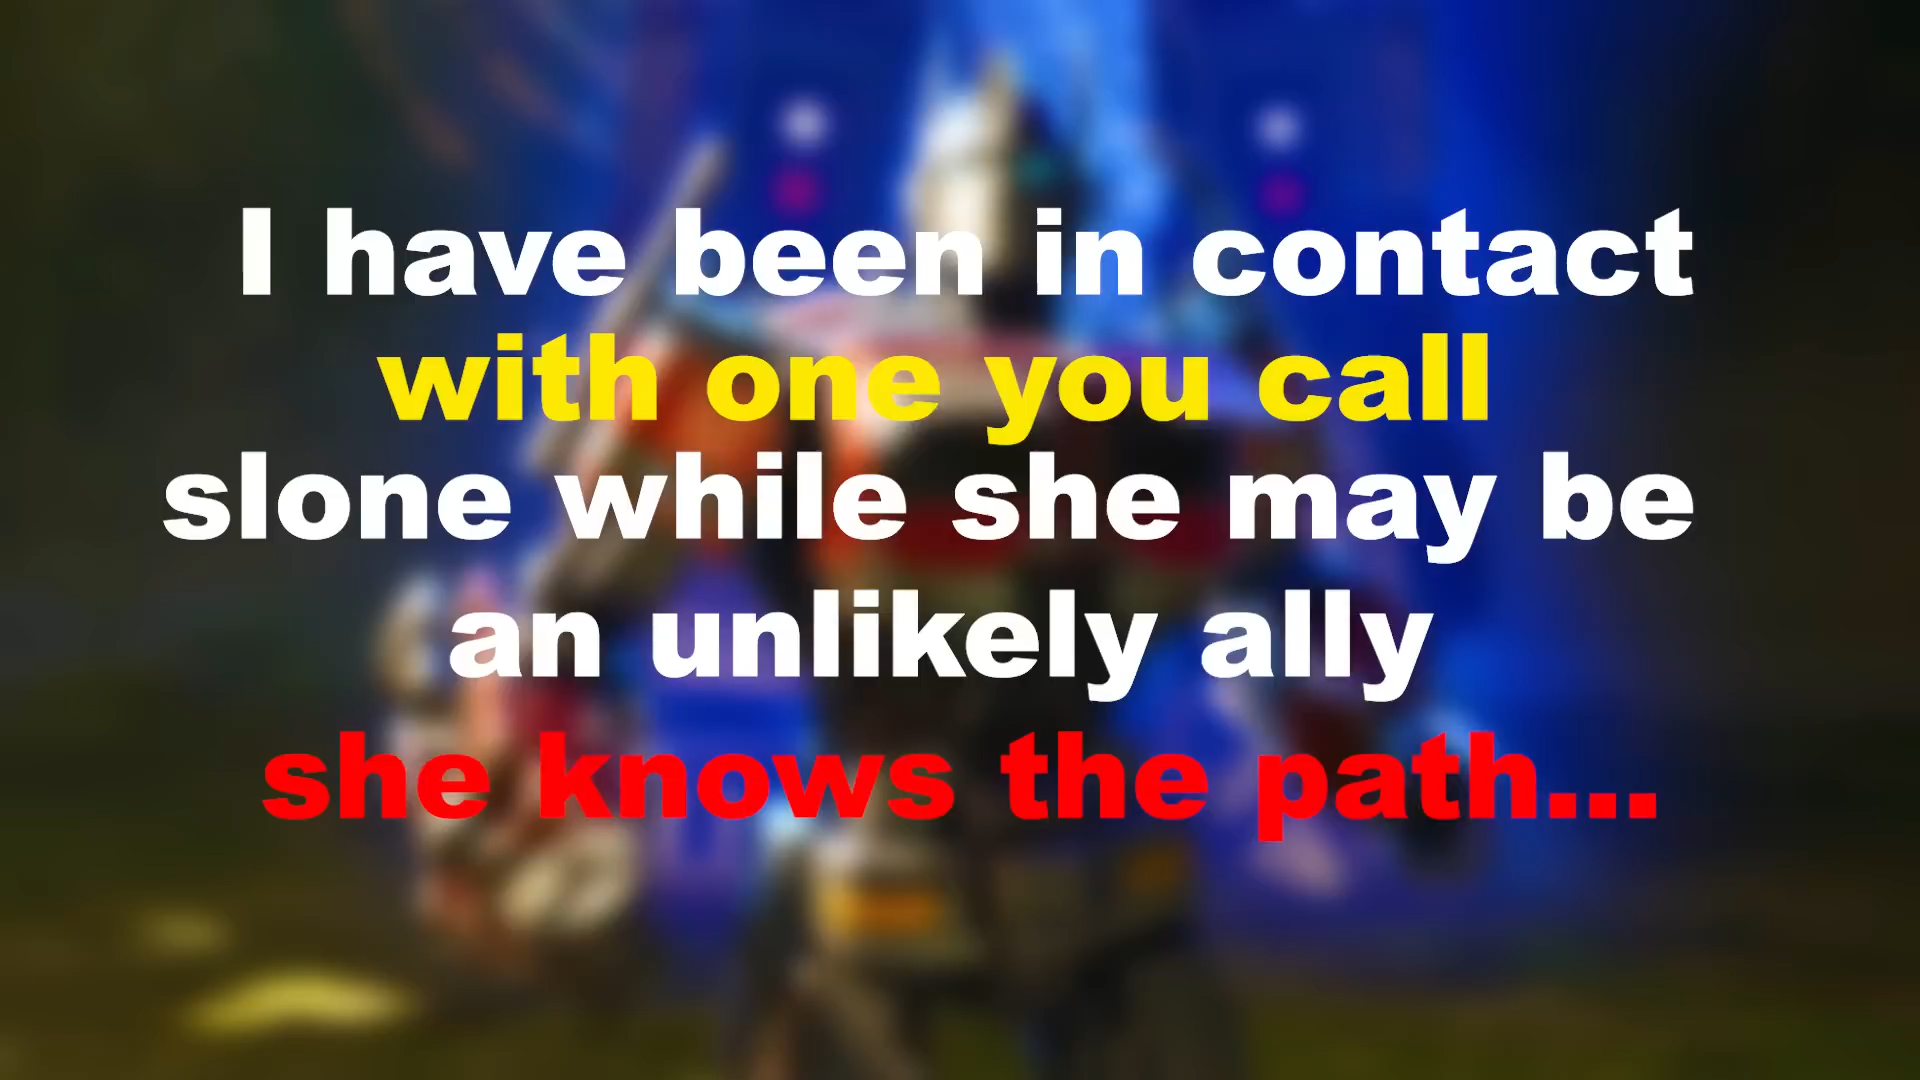 I have been in contact
with one you call
slone while she may be
an unlikely ally
she knows the path...